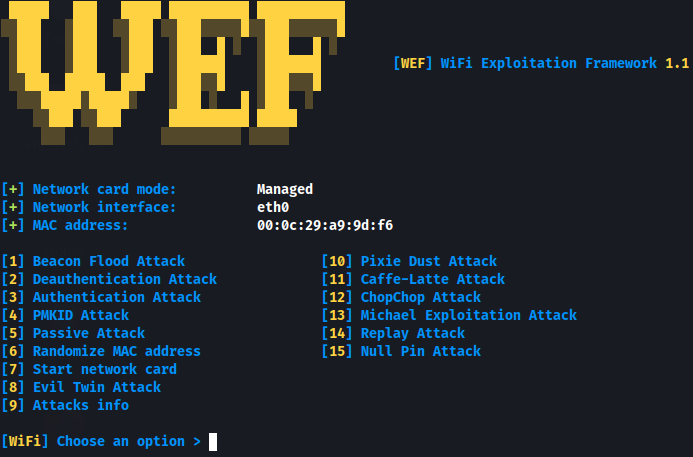 WEF
[WEF] WiFi Exploitation Framework 1.1
[+] Network card mode: Managed
[+] Network interface: eth0
[+] MAC address: 00:0c:29:a9:9d:f6
[1] Beacon Flood Attack [10] Pixie Dust Attack
[2] Deauthentication Attack [11] Caffe-Latte Attack
[3] Authentication Attack [12] ChopChop Attack
[4] PMKID Attack [13] Michael Exploitation Attack
[5] Passive Attack [14] Replay Attack
[6] Randomize MAC address [15] Null Pin Attack
[7] Start network card
[8] Evil Twin Attack
[9] Attacks info
[WiFi] Choose an option >